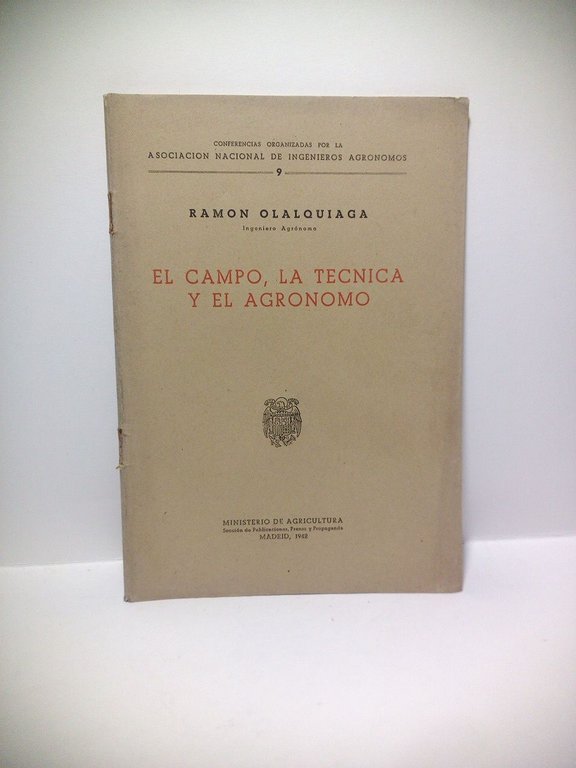 CONFERENCIAS ORGANIZADAS POR LA
ASOCIACION NACIONAL DE INGENIEROS AGRONOMOS
9
RAMON OLALQUIAGA
Ingeniero Agrónomo
EL CAMPO, LA TECNICA
Y EL AGRONOMO
MINISTERIO DE AGRICULTURA
Sección de Publicaciones, Prensa y Propaganda
MADRID, 1942